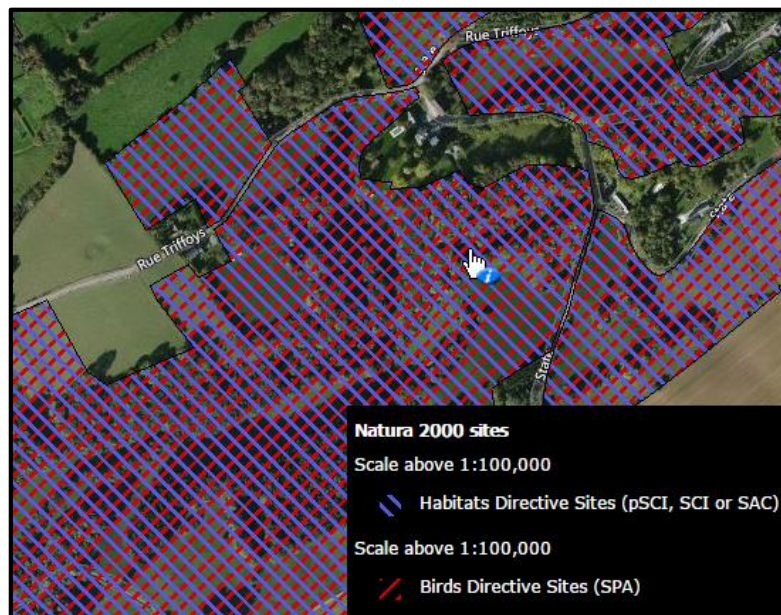 Rue Triffoys
Rue Triffoys
Natura 2000 sites
Scale above 1:100,000
Habitats Directive Sites (pSCI, SCI or SAC)
Scale above 1:100,000
Birds Directive Sites (SPA)